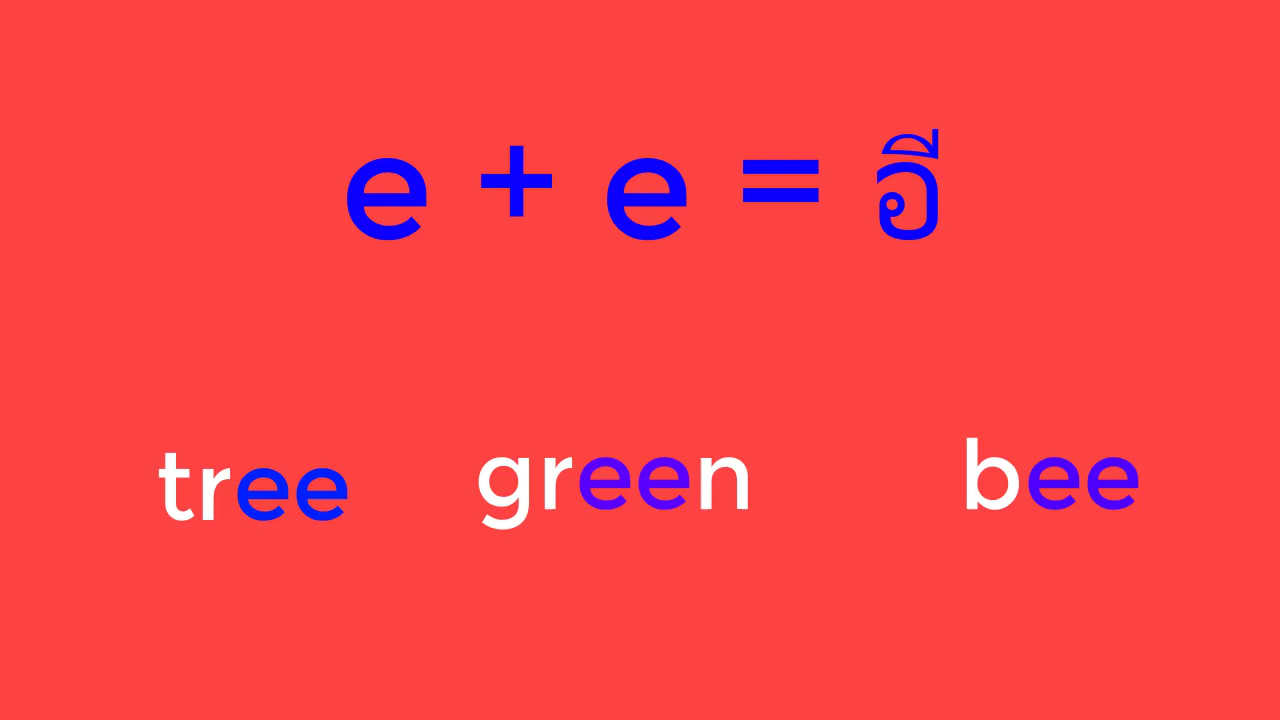 e + e = อี
tree green bee